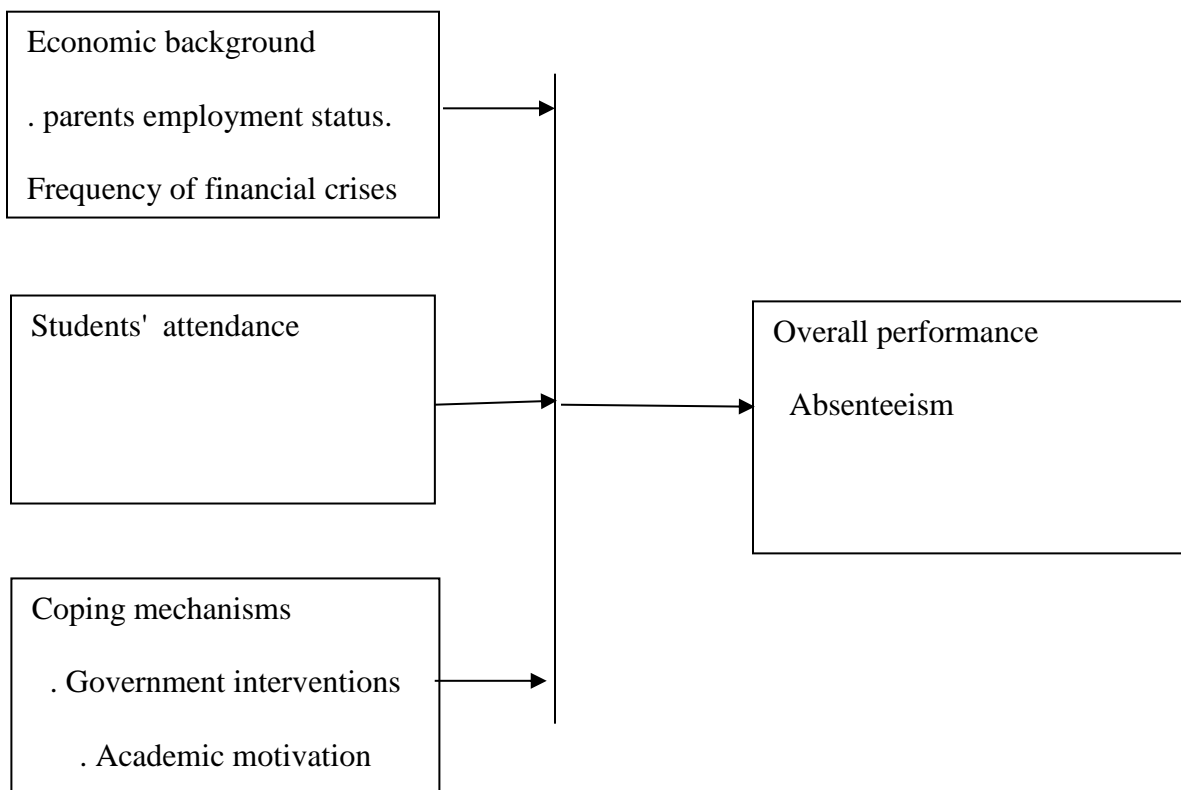 Economic background
. parents employment status.
Frequency of financial crises
Students' attendance
Overall performance
Absenteeism
Coping mechanisms
. Government interventions
. Academic motivation